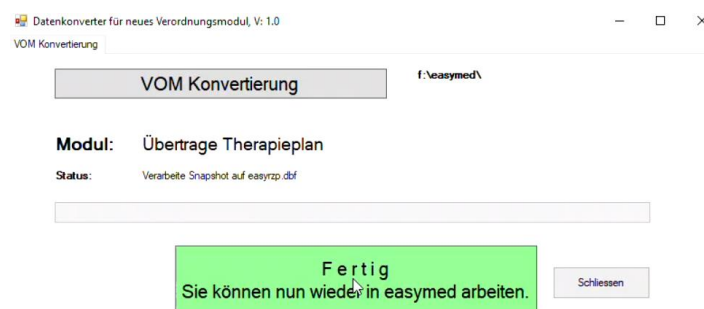 Datenkonverter für neues Verordnungsmodul, V: 1.0
VOM Konvertierung
VOM Konvertierung
f:\easymed\
Modul: Übertrage Therapieplan
Status: Verarbeite Snapshot auf easyrzp.dbf
F e r t i g
Sie können nun wieder in easymed arbeiten.
Schliessen